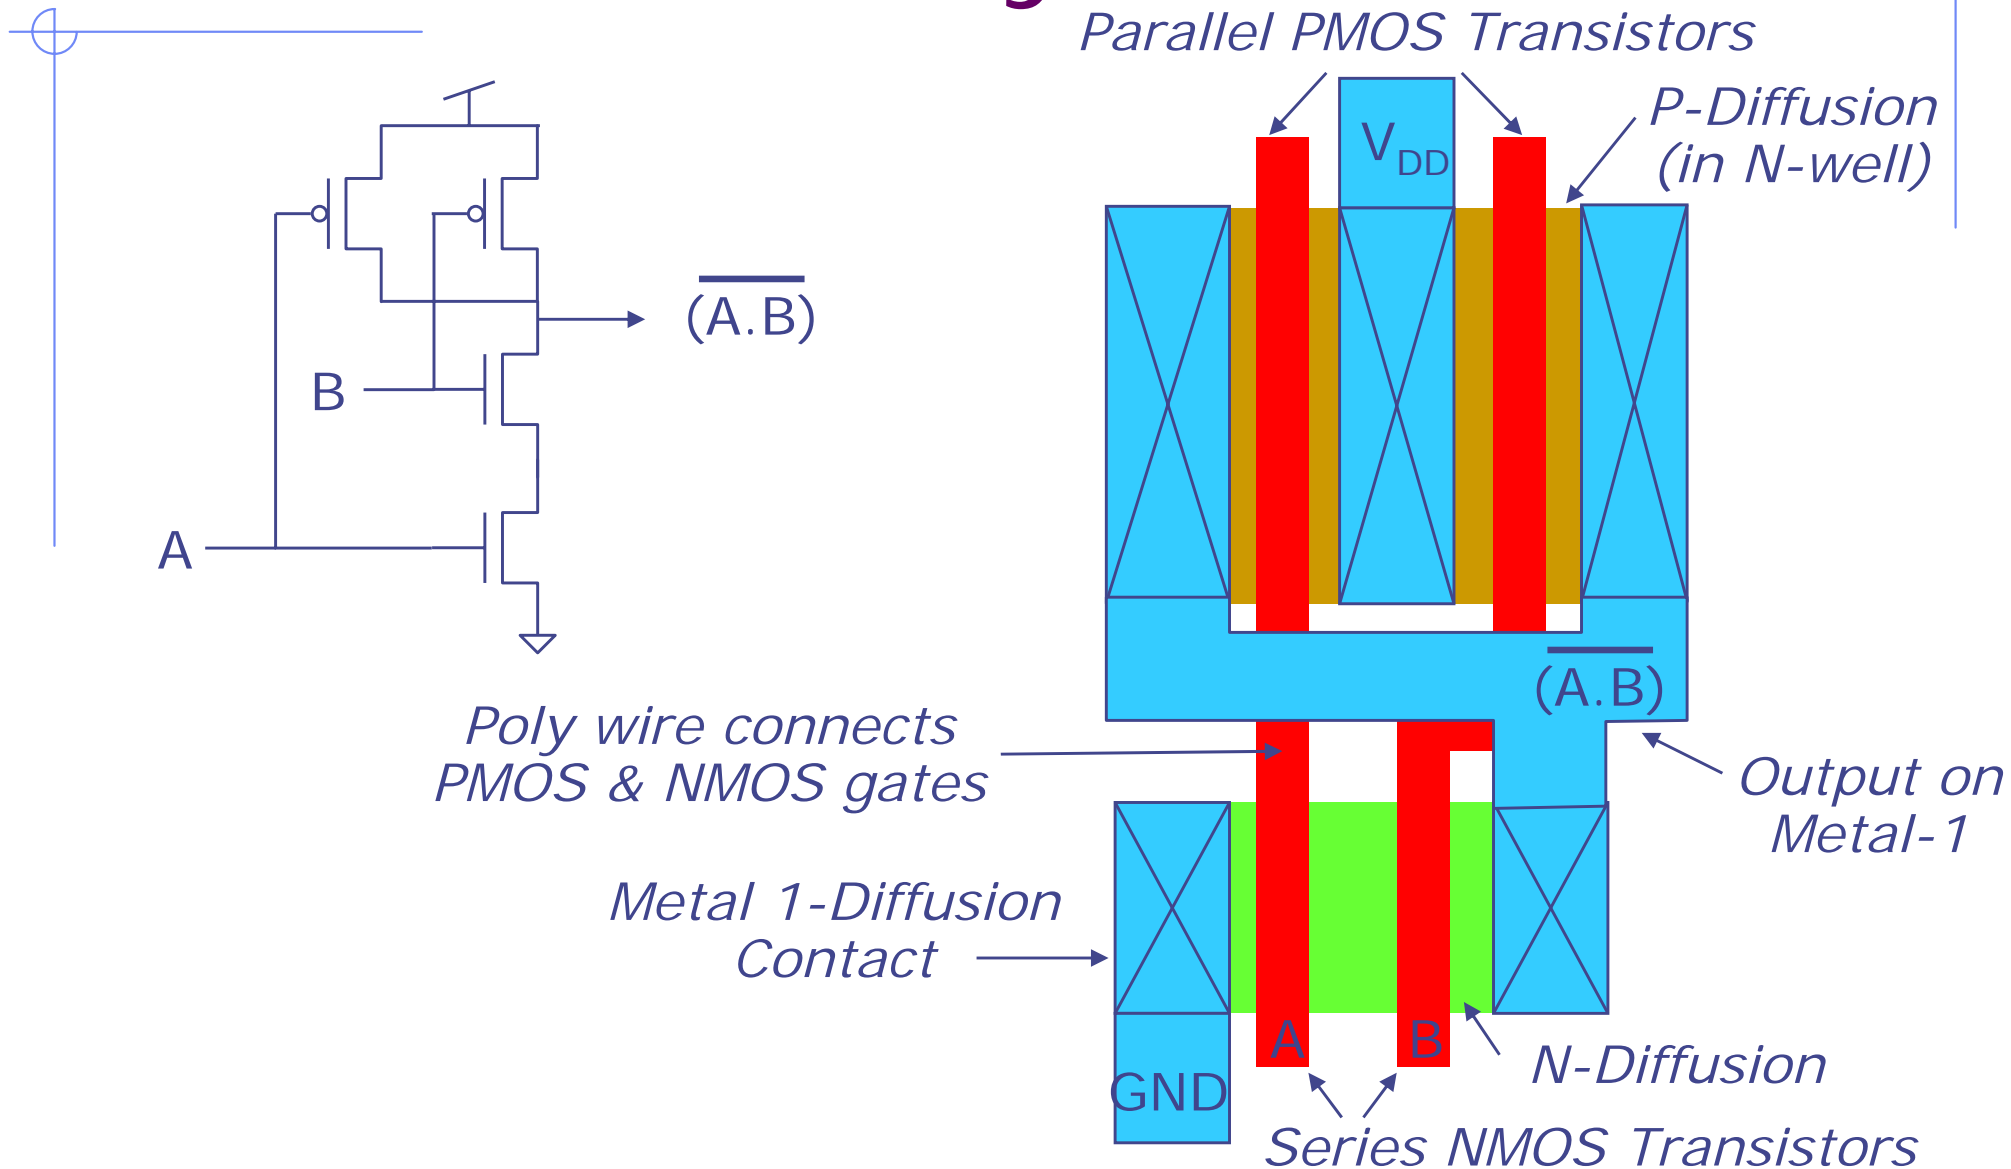 Parallel PMOS Transistors
P-Diffusion
(in N-well)
VDD
(A.B)
B
A
(A.B)
Poly wire connects
PMOS & NMOS gates
Output on
Metal-1
Metal 1-Diffusion
Contact
A
B
N-Diffusion
GND
Series NMOS Transistors